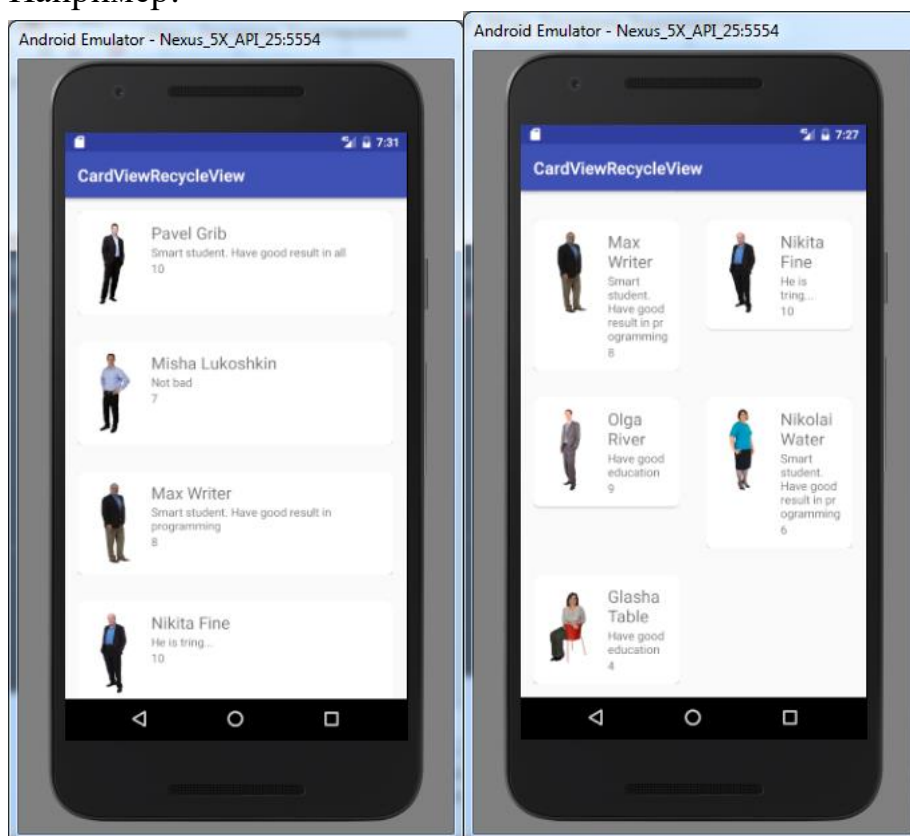 Например:
Android Emulator - Nexus_5X_API_25:5554
7:31
CardViewRecycleView
Pavel Grib
Smart student. Have good result in all
10
Misha Lukoshkin
Not bad
7
Max Writer
Smart student. Have good result in
programming
8
Nikita Fine
He is tring...
10
Android Emulator - Nexus_5X_API_25:5554
7:27
CardViewRecycleView
Max
Writer
Smart
student.
Have good
result in pr
ogramming
8
Nikita
Fine
He is
tring...
10
Olga
River
Have good
education
9
Nikolai
Water
Smart
student.
Have good
result in pr
ogramming
6
Glasha
Table
Have good
education
4